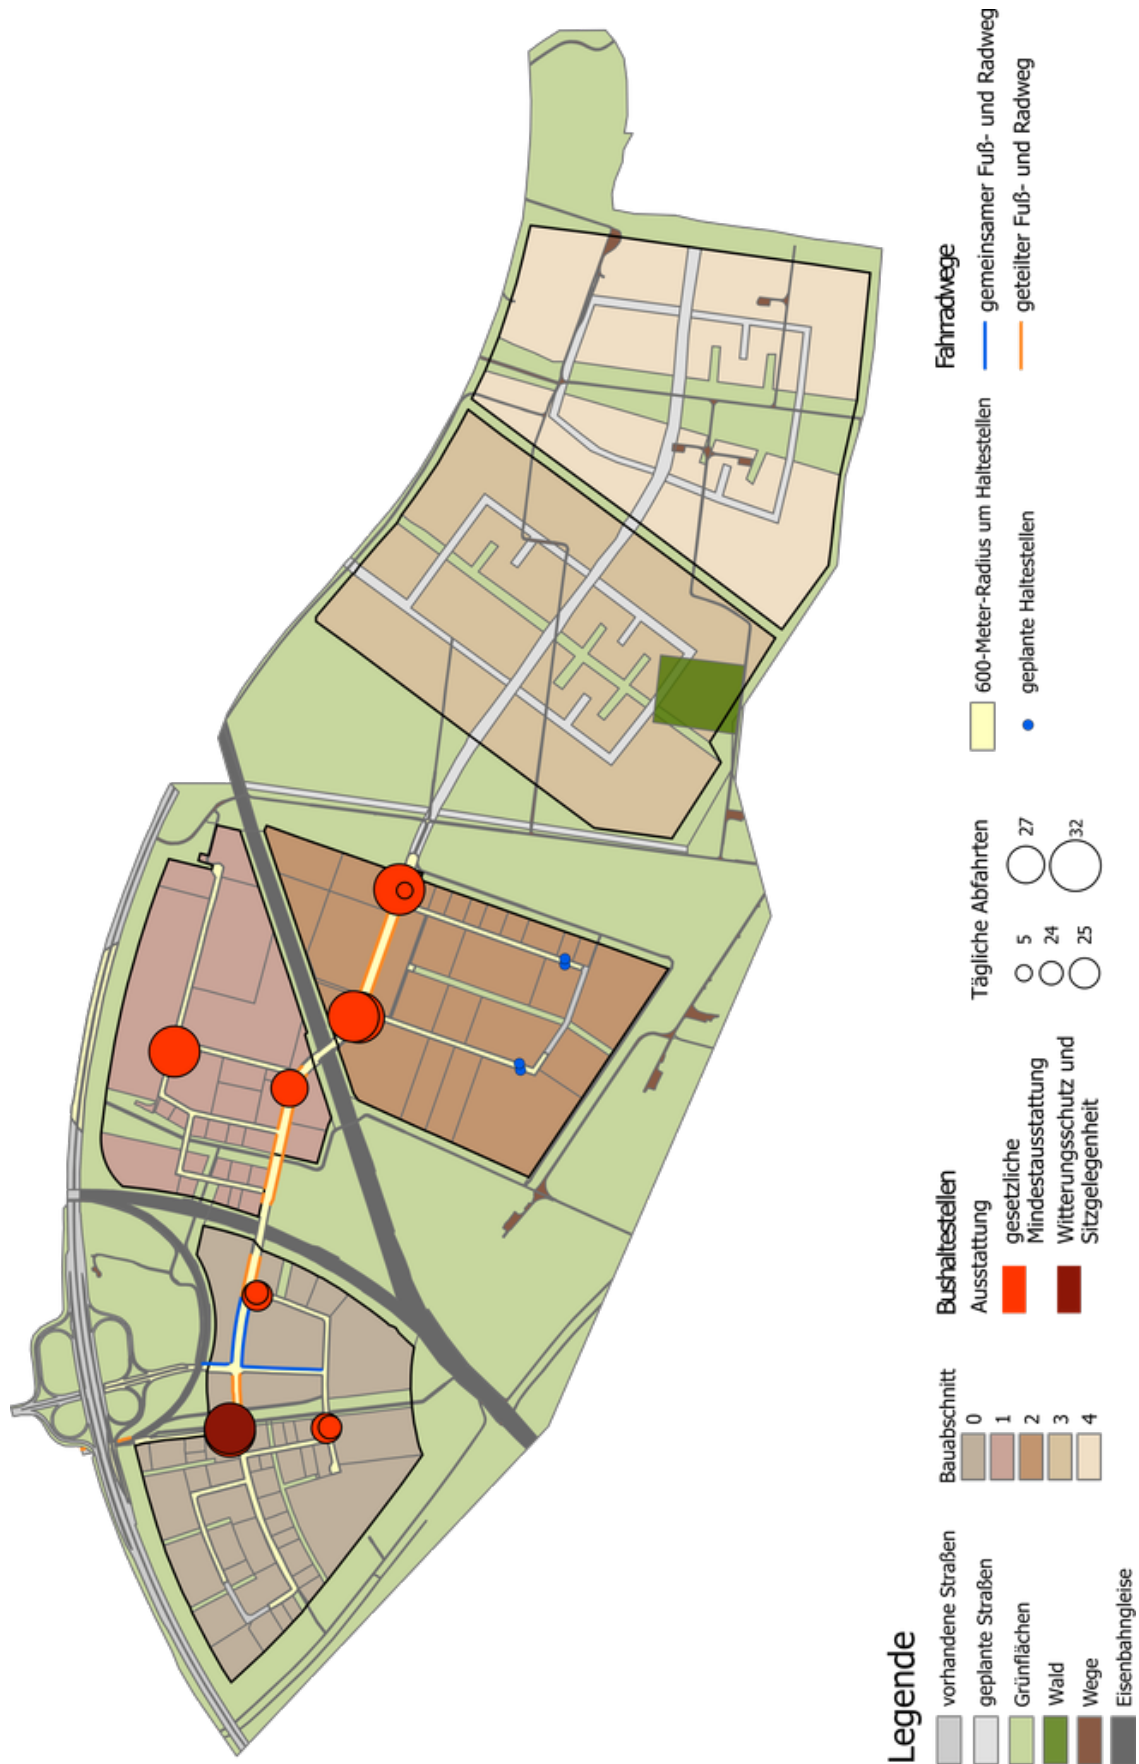 Legende
vorhandene Straßen
geplante Straßen
Grünflächen
Wald
Wege
Eisenbahngleise
Bauabschnitt
0
1
2
3
4
Bushaltestellen
Ausstattung
gesetzliche
Mindestausstattung
Witterungsschutz und
Sitzgelegenheit
Tägliche Abfahrten
5
24
25
27
32
600-Meter-Radius um Haltestellen
geplante Haltestellen
Fahrradwege
gemeinsamer Fuß- und Radweg
geteilter Fuß- und Radweg